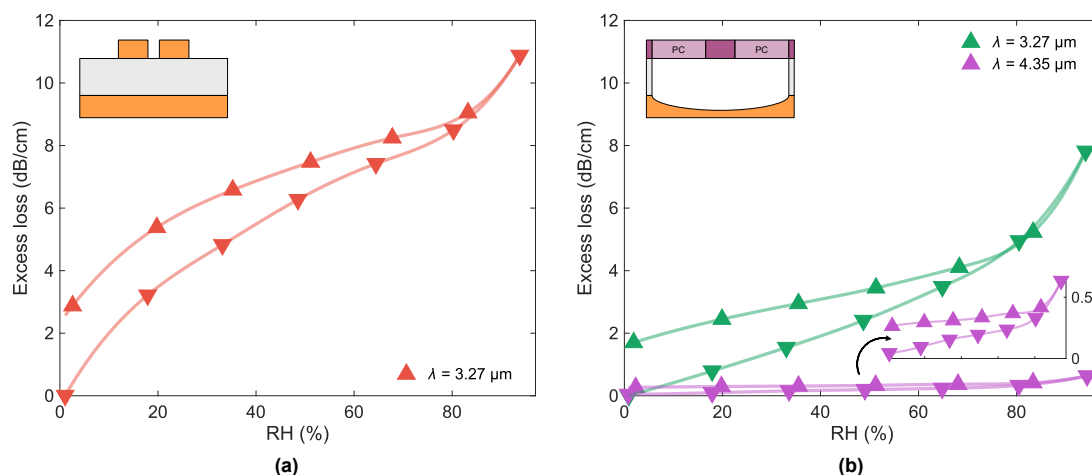 12
10
8
6
4
2
0
Excess loss (dB/cm)
0
20
40
60
80
RH (%)
λ = 3.27 µm
(a)
12
10
8
6
4
2
0
Excess loss (dB/cm)
PC
PC
λ = 3.27 µm
λ = 4.35 µm
0.5
0
0
20
40
60
80
RH (%)
(b)